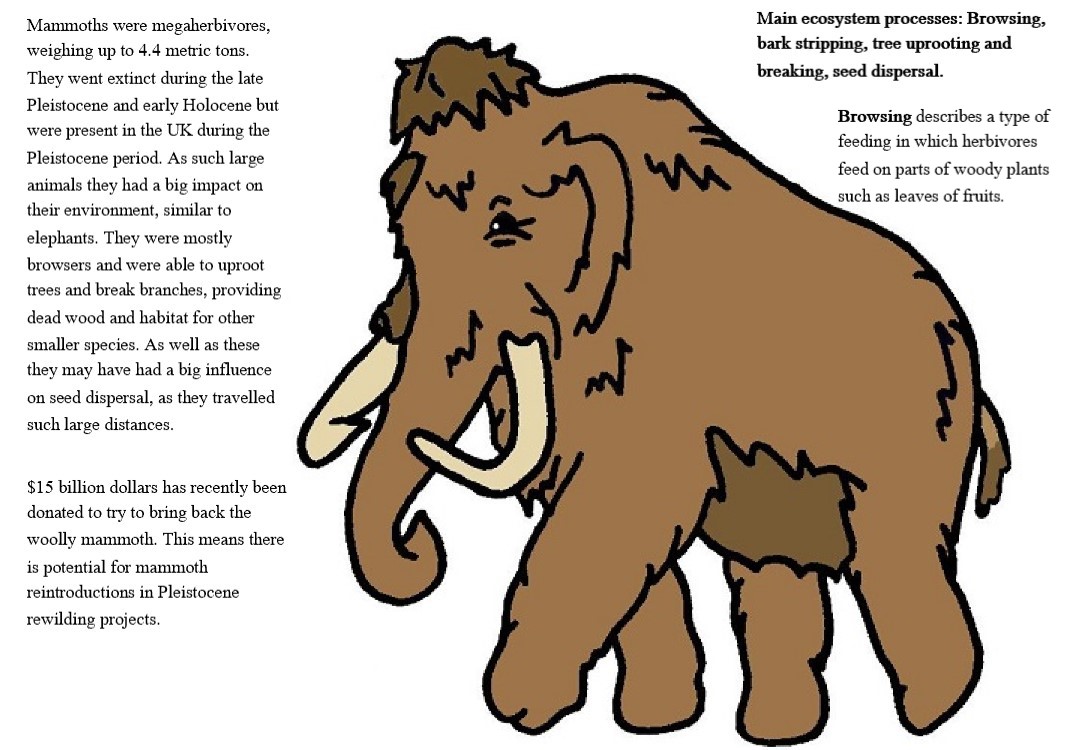 Mammoths were megaherbivores,
weighing up to 4.4 metric tons.
They went extinct during the late
Pleistocene and early Holocene but
were present in the UK during the
Pleistocene period. As such large
animals they had a big impact on
their environment, similar to
elephants. They were mostly
browsers and were able to uproot
trees and break branches, providing
dead wood and habitat for other
smaller species. As well as these
they may have had a big influence
on seed dispersal, as they travelled
such large distances.
$15 billion dollars has recently been
donated to try to bring back the
woolly mammoth. This means there
is potential for mammoth
reintroductions in Pleistocene
rewilding projects.
Main ecosystem processes: Browsing,
bark stripping, tree uprooting and
breaking, seed dispersal.
Browsing describes a type of
feeding in which herbivores
feed on parts of woody plants
such as leaves of fruits.